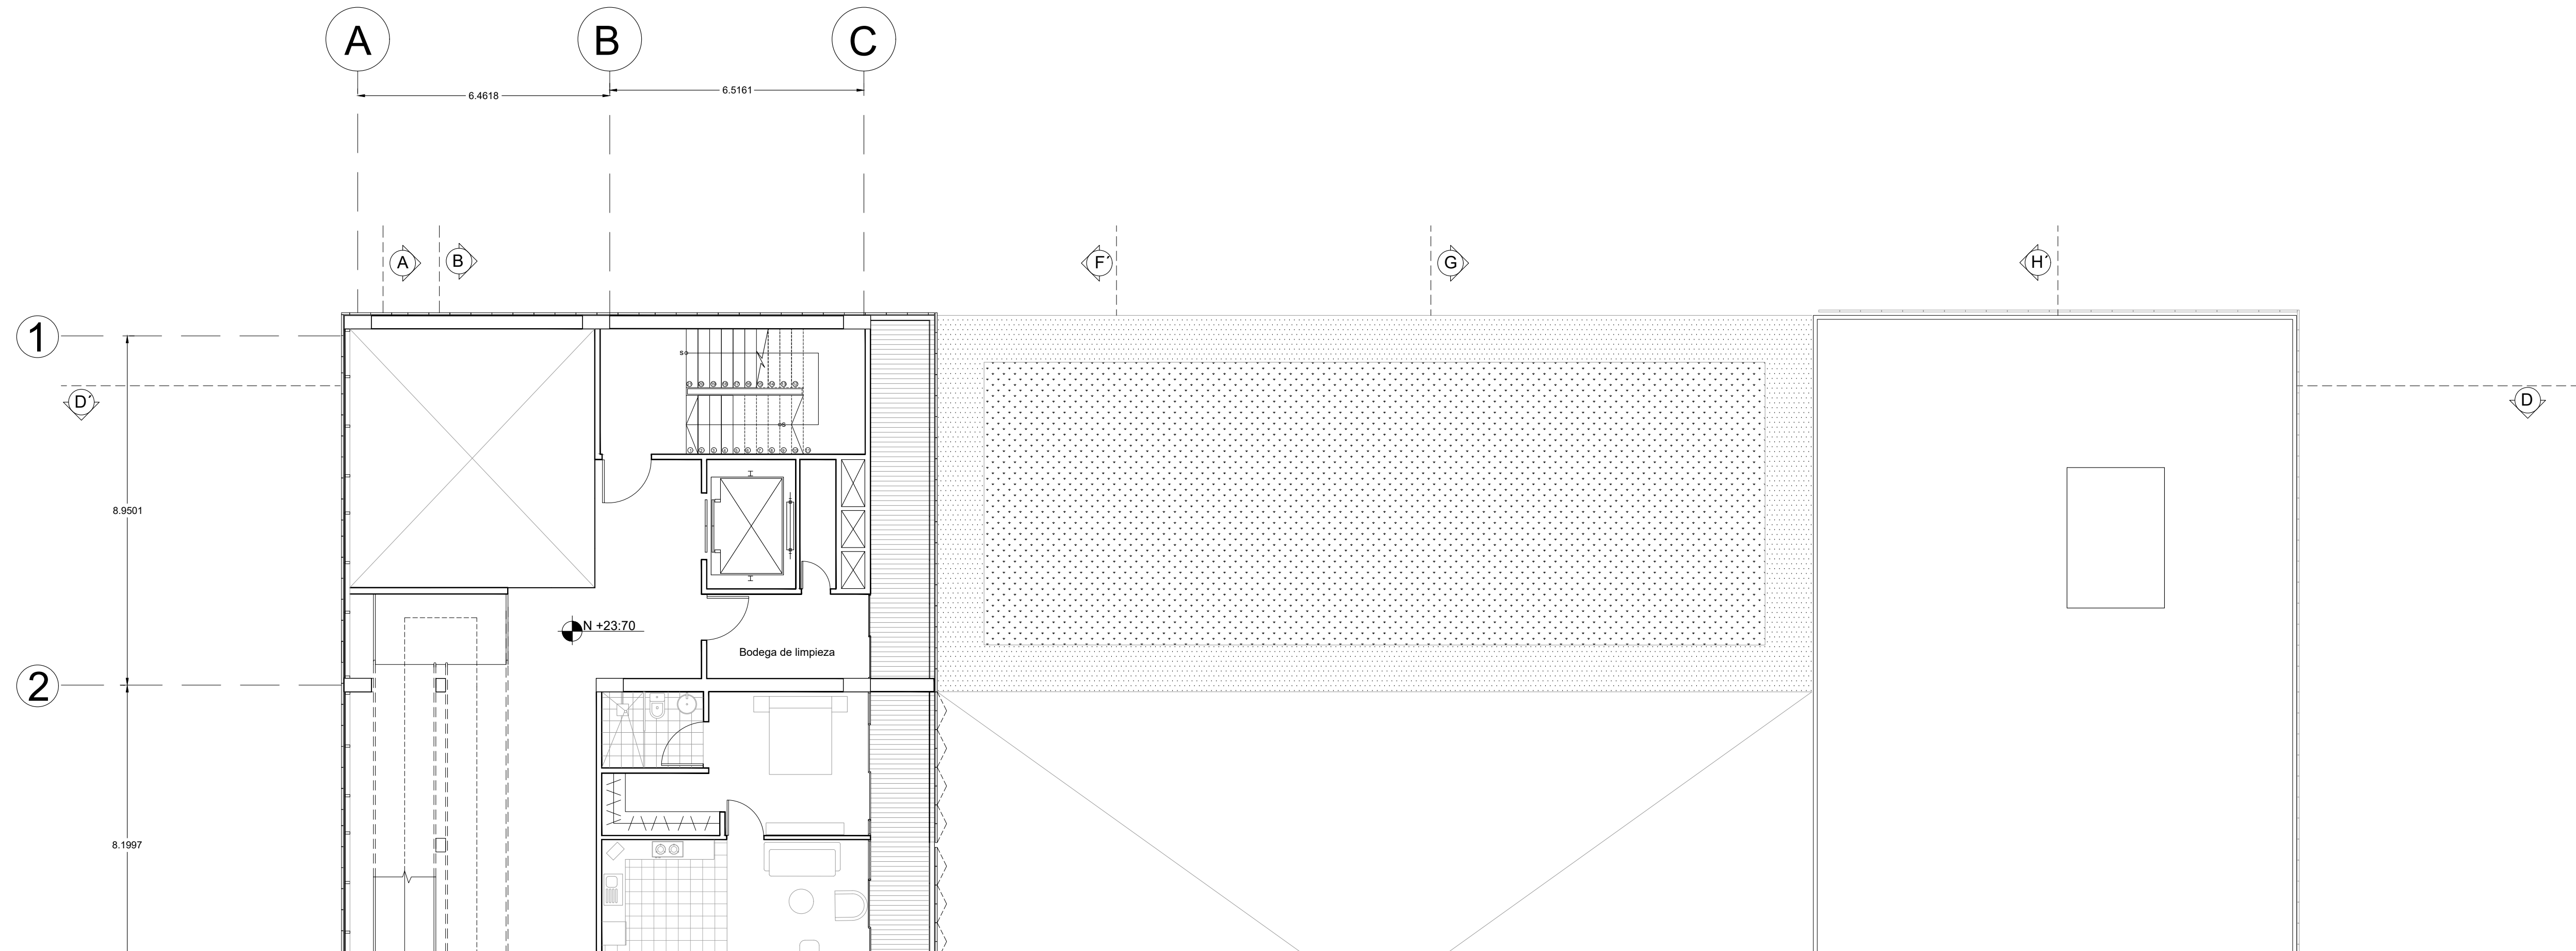 A
B
C
6.4618
6.5161
A
B
F´
G
H´
1
S
D´
D
S
8.9501
N +23:70
Bodega de limpieza
2
8.1997